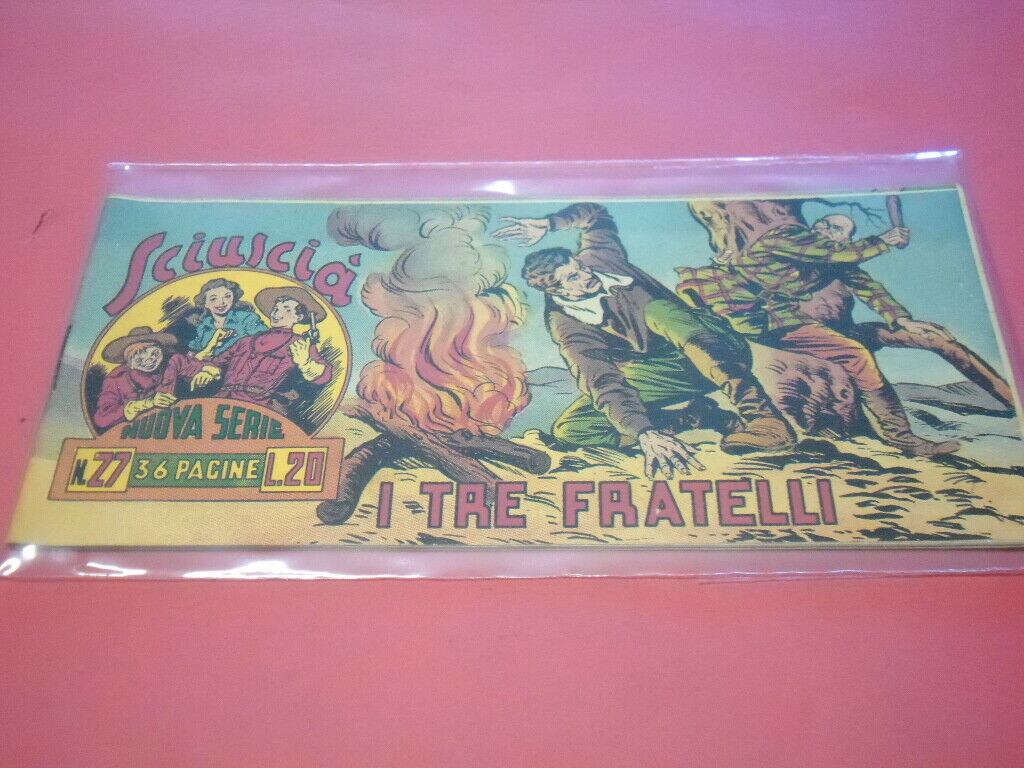 Sciuscià
NUOVA SERIE
N.27 36 PAGINE L.20
I TRE FRATELLI